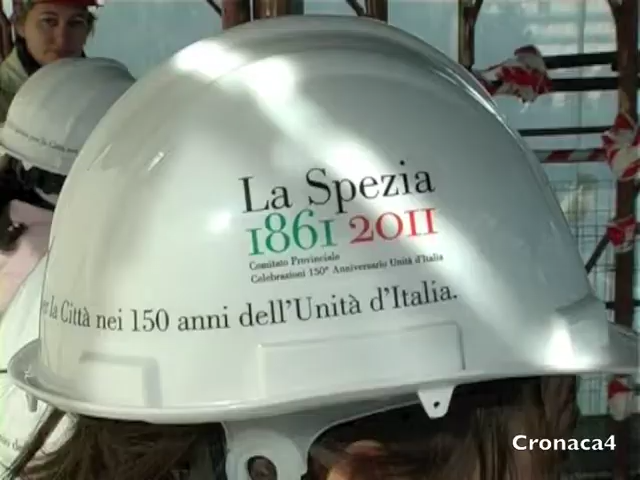 La Spezia
1861 2011
Comitato Provinciale
Celebrazioni 150° Anniversario Unità d'Italia
la Città nei 150 anni dell'Unità d'Italia.
Cronaca4